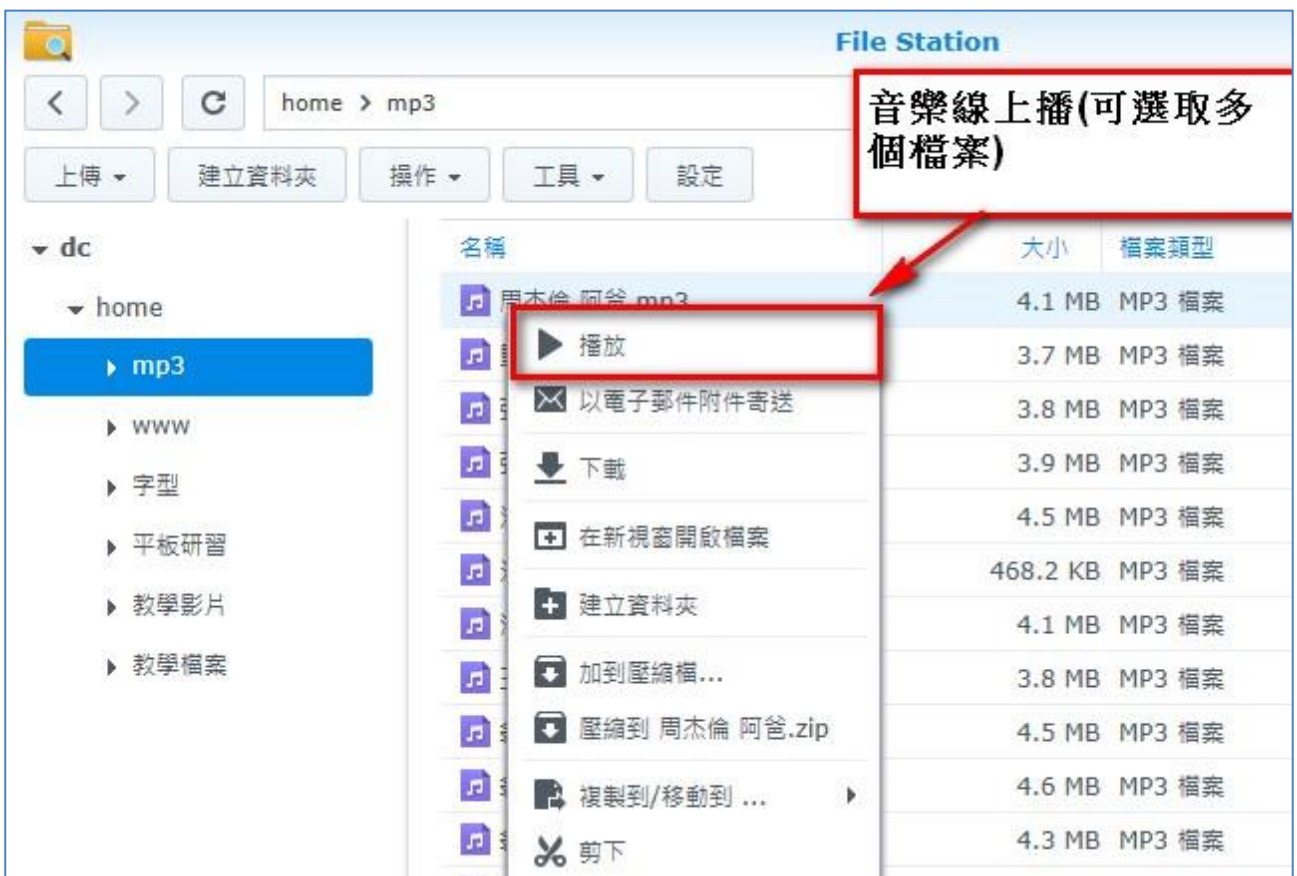 File Station
home > mp3
音樂線上播(可選取多
個檔案)
上傳 建立資料夾 操作 工具 設定
dc
home
mp3
www
字型
平板研習
教學影片
教學檔案
名稱 大小 檔案類型
周杰倫 阿爸.mp3 4.1 MB MP3 檔案
3.7 MB MP3 檔案
3.8 MB MP3 檔案
3.9 MB MP3 檔案
4.5 MB MP3 檔案
468.2 KB MP3 檔案
4.1 MB MP3 檔案
3.8 MB MP3 檔案
4.5 MB MP3 檔案
4.6 MB MP3 檔案
4.3 MB MP3 檔案
播放
以電子郵件附件寄送
下載
在新視窗開啟檔案
建立資料夾
加到壓縮檔...
壓縮到 周杰倫 阿爸.zip
複製到/移動到 ...
剪下